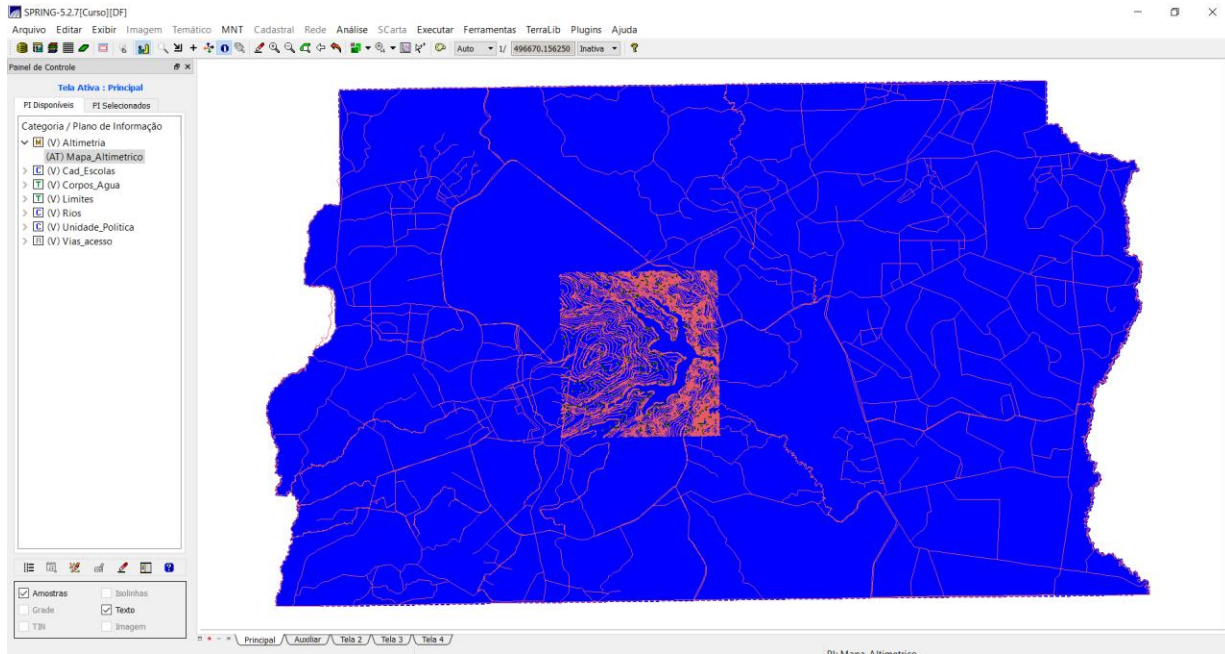 SPRING-5.2.7[Curso][DF]
Arquivo Editar Exibir Imagem Temático MNT Cadastral Rede Análise SCarta Executar Ferramentas TerraLib Plugins Ajuda
Auto 1/ 496670.156250 Inativa
Painel de Controle
Tela Ativa : Principal
PI Disponíveis PI Selecionados
Categoria / Plano de Informação
M (V) Altimetria
(AT) Mapa_Altimetrico
C (V) Cad_Escolas
T (V) Corpos_Agua
T (V) Limites
C (V) Rios
C (V) Unidade_Politica
R (V) Vias_acesso
Amostras Isolinhas
Grade Texto
TIN Imagem
Principal Auxiliar Tela 2 Tela 3 Tela 4
PI: Mapa_Altimetrico